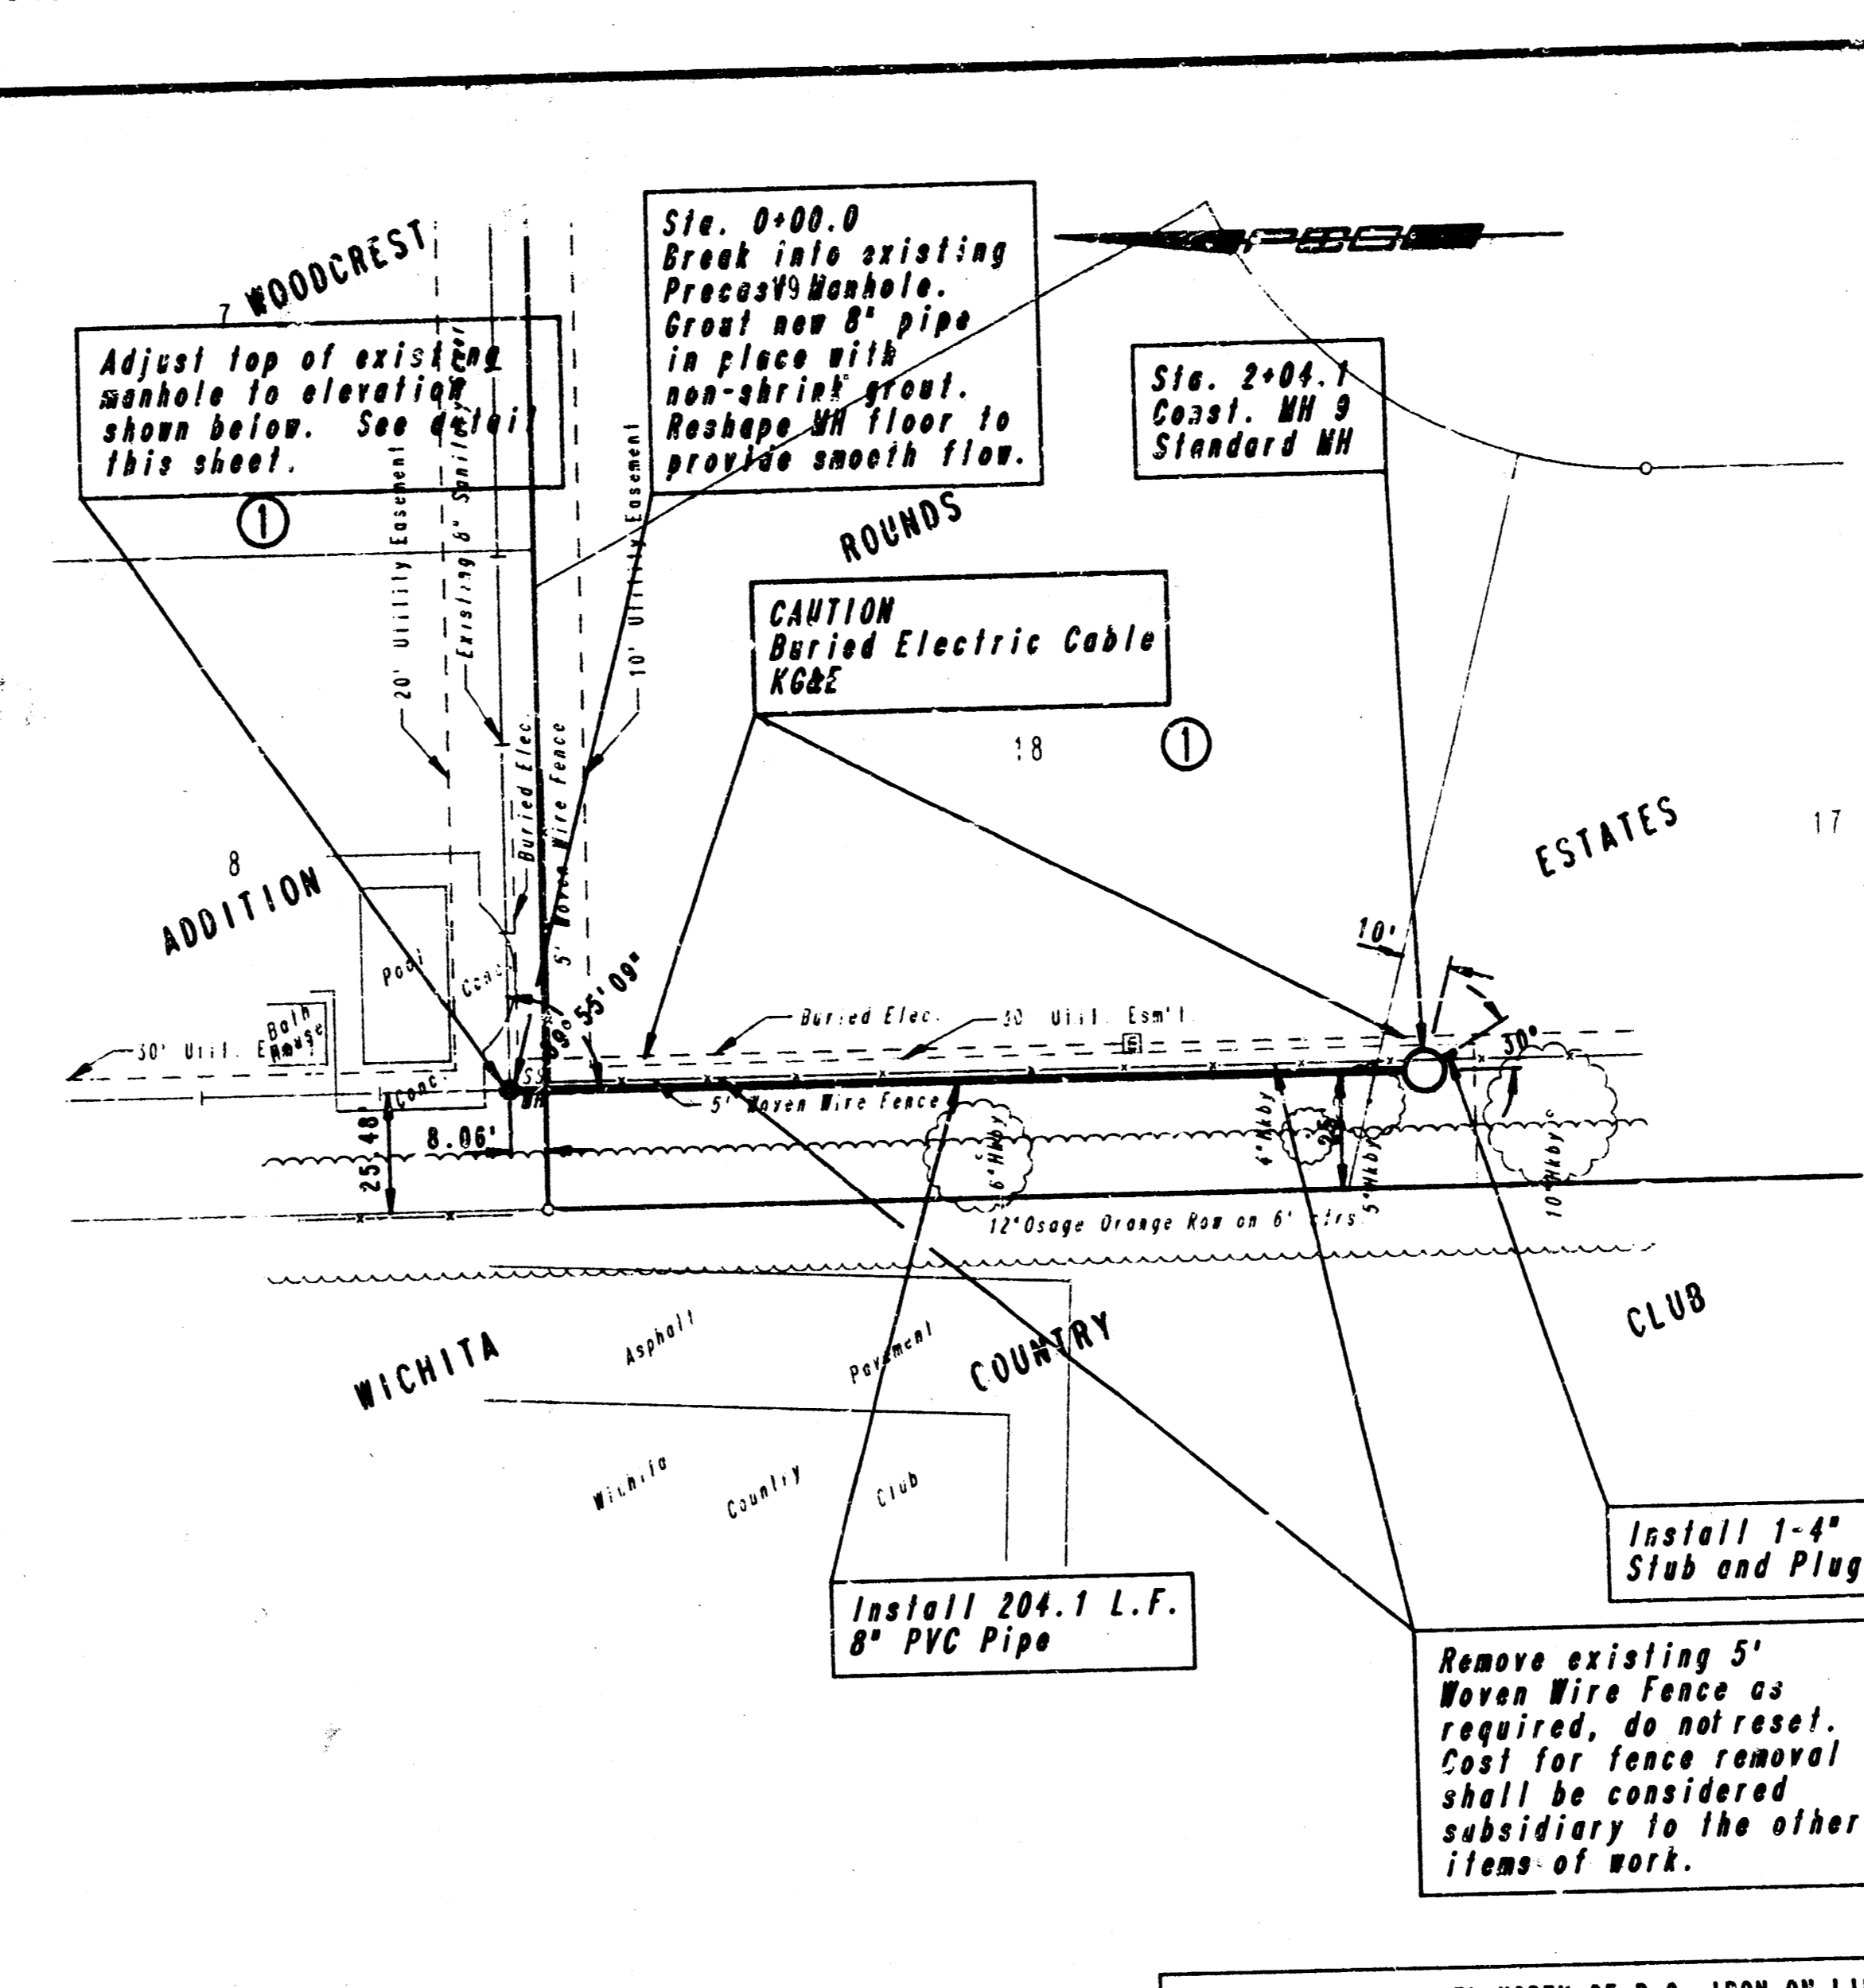 WOODCREST
7
Adjust top of existing
manhole to elevation
shown below. See detail
this sheet.
1
Sta. 0+00.0
Break into existing
Grout new 8" pipe
in place with
non-shrink grout.
Reshape MH floor to
provide smooth flow.
Sta. 2+04.1
Const. MH 9
Standard MH
ROUNDS
20' Utility Easement
Existing 8" Sanitary
10' Utility Easement
CAUTION
Buried Electric Cable
KG&E
18
1
Buried Elec.
5' Woven Wire Fence
ESTATES
17
8
ADDITION
Pool
Conc.
Bath
House
30' Util.
Conc.
55' 09"
Buried Elec.
30' Util. Esm't.
E
10'
30°
SS
MH
5' Woven Wire Fence
8.06'
25.48'
25'
6" Hkby
4" Hkby
5" Hkby
10" Hkby
12" Osage Orange Row on 6' ctrs.
WICHITA
COUNTRY
CLUB
Asphalt
Pavement
Wichita
Country
Club
Install 204.1 L.F.
8" PVC Pipe
Install 1-4"
Stub and Plug
Remove existing 5'
Woven Wire Fence as
required, do not reset.
Cost for fence removal
shall be considered
subsidiary to the other
items of work.